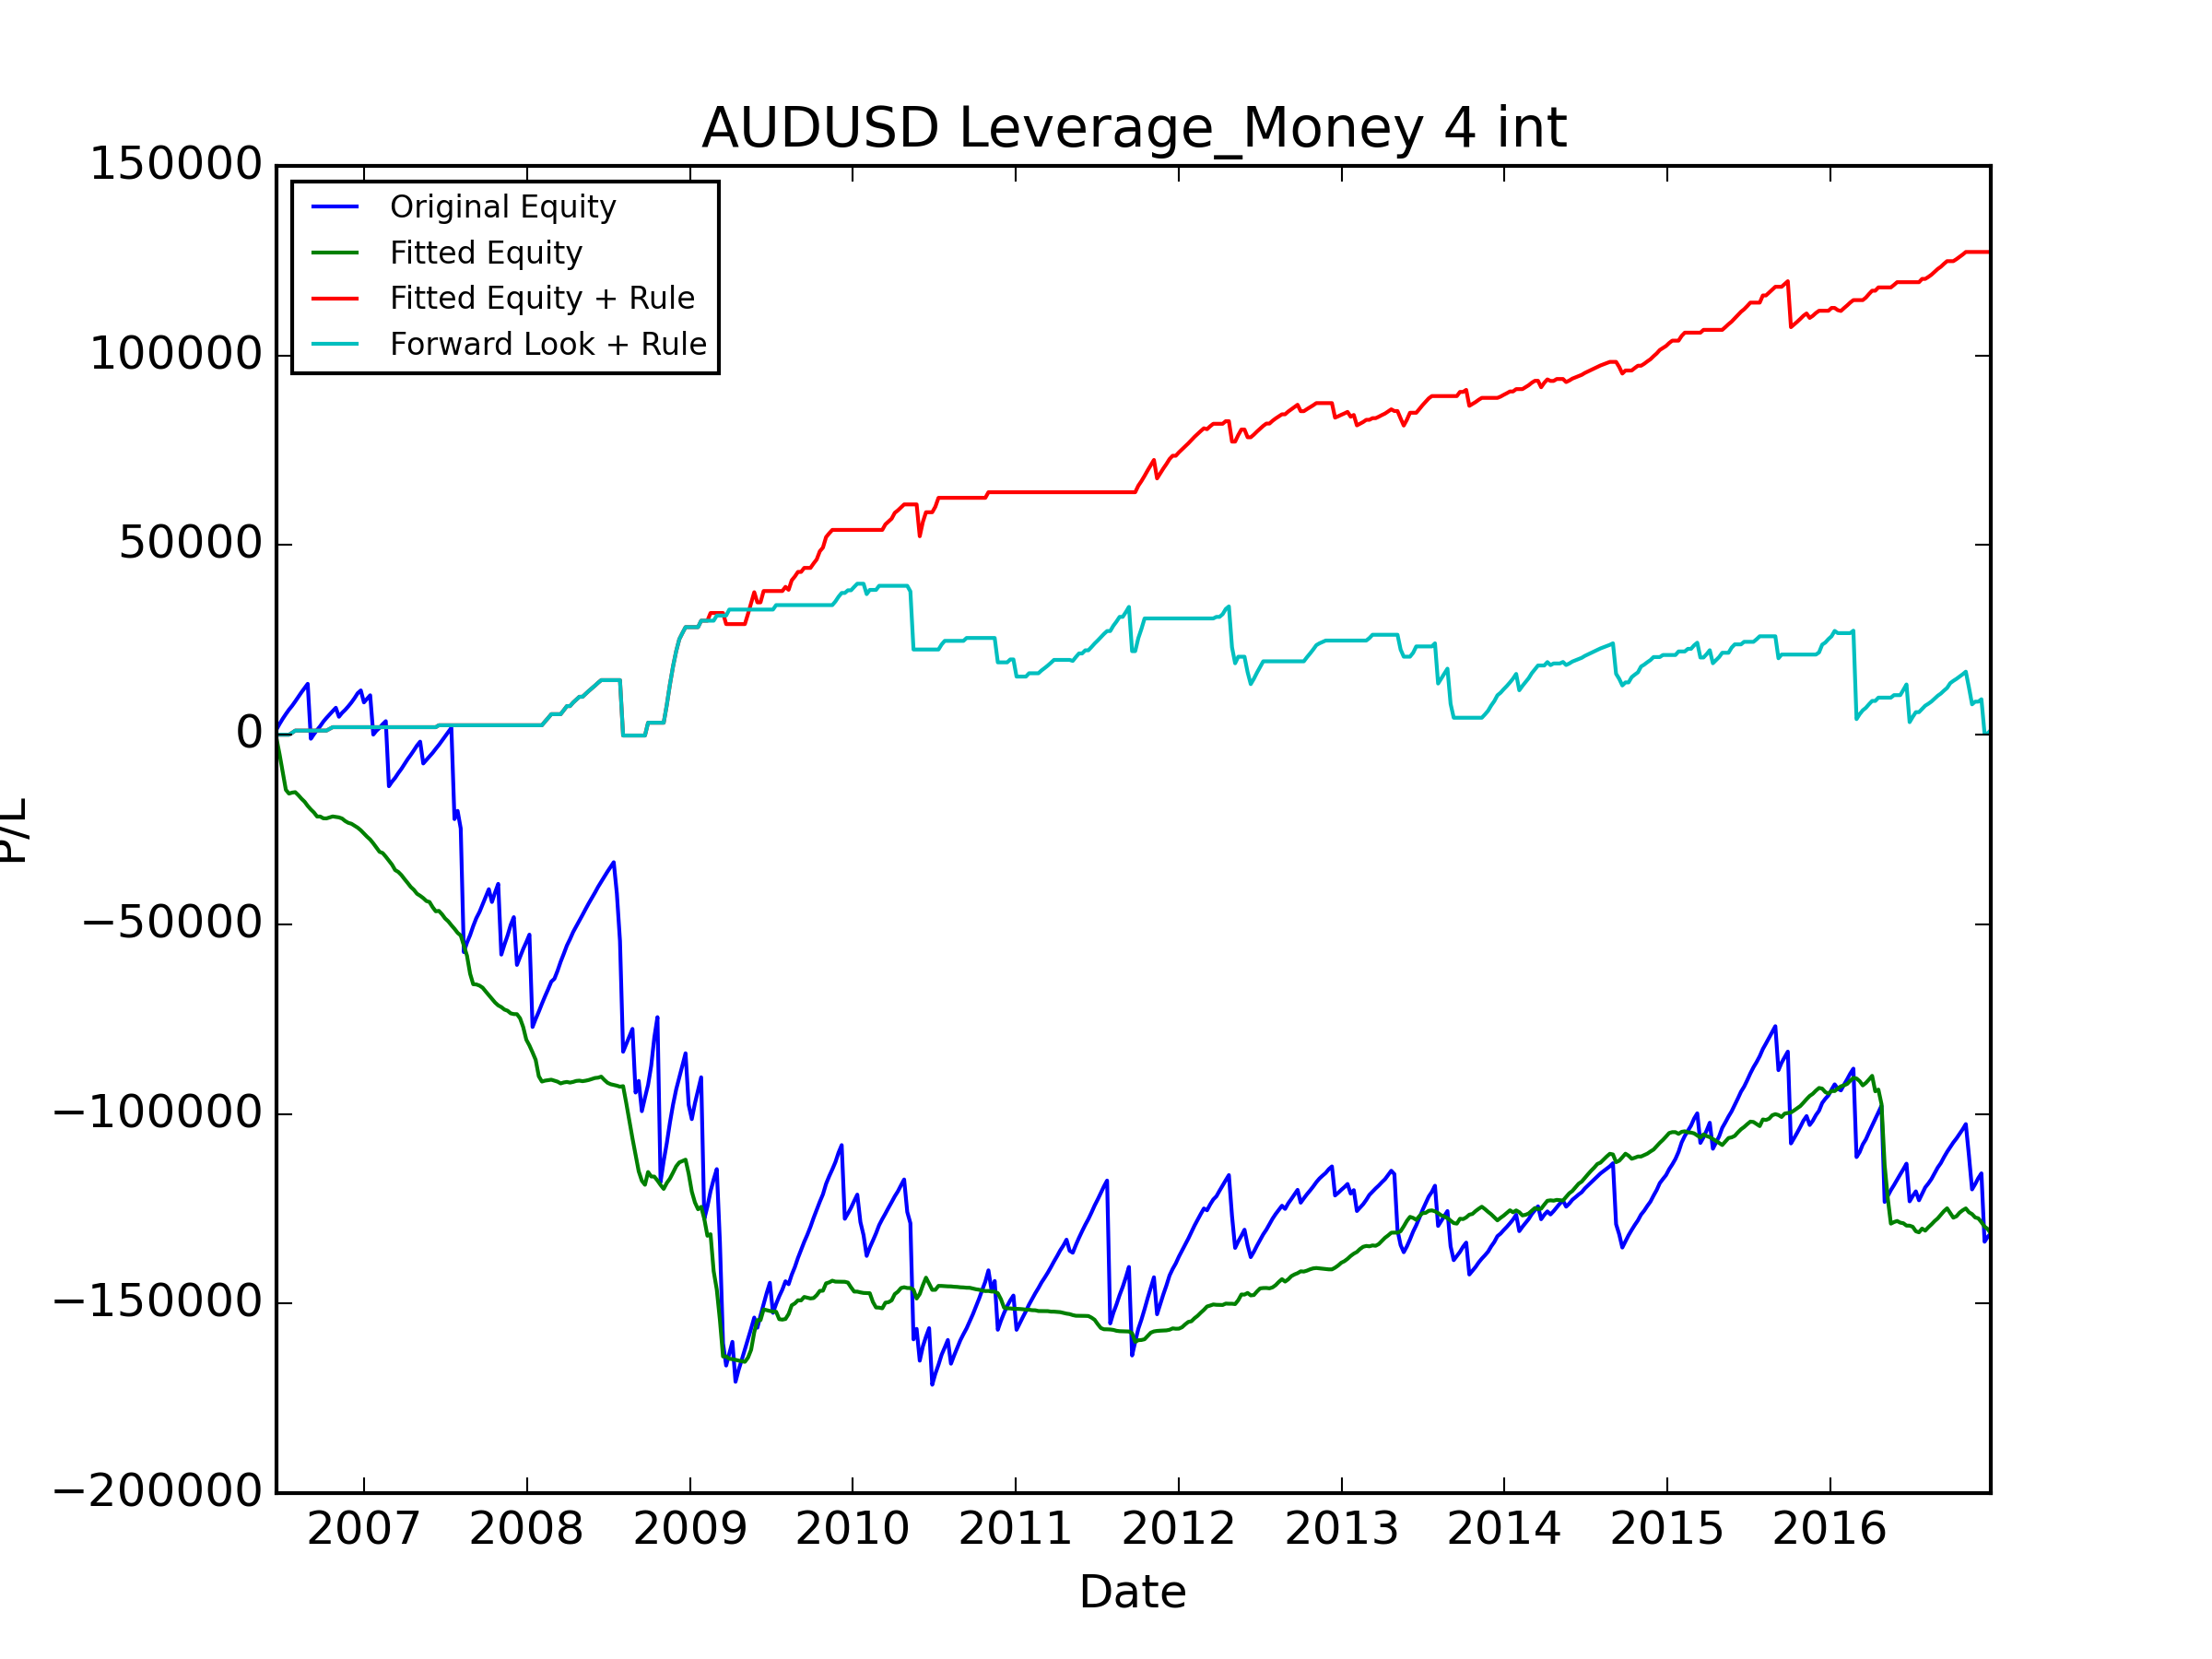 AUDUSD Leverage_Money 4 int
150000
100000
50000
0
−50000
−100000
−150000
−200000
Original Equity
Fitted Equity
Fitted Equity + Rule
Forward Look + Rule
P/L
2007 2008 2009 2010 2011 2012 2013 2014 2015 2016
Date